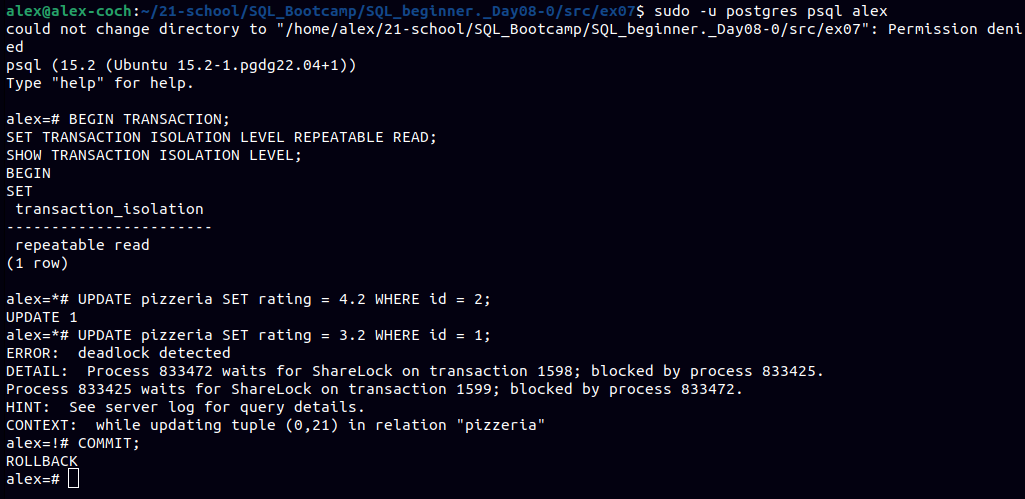 alex@alex-coch:~/21-school/SQL_Bootcamp/SQL_beginner._Day08-0/src/ex07$ sudo -u postgres psql alex
could not change directory to "/home/alex/21-school/SQL_Bootcamp/SQL_beginner._Day08-0/src/ex07": Permission deni
ed
psql (15.2 (Ubuntu 15.2-1.pgdg22.04+1))
Type "help" for help.

alex=# BEGIN TRANSACTION;
SET TRANSACTION ISOLATION LEVEL REPEATABLE READ;
SHOW TRANSACTION ISOLATION LEVEL;
BEGIN
SET
 transaction_isolation
-----------------------
 repeatable read
(1 row)

alex=*# UPDATE pizzeria SET rating = 4.2 WHERE id = 2;
UPDATE 1
alex=*# UPDATE pizzeria SET rating = 3.2 WHERE id = 1;
ERROR:  deadlock detected
DETAIL:  Process 833472 waits for ShareLock on transaction 1598; blocked by process 833425.
Process 833425 waits for ShareLock on transaction 1599; blocked by process 833472.
HINT:  See server log for query details.
CONTEXT:  while updating tuple (0,21) in relation "pizzeria"
alex=!# COMMIT;
ROLLBACK
alex=#